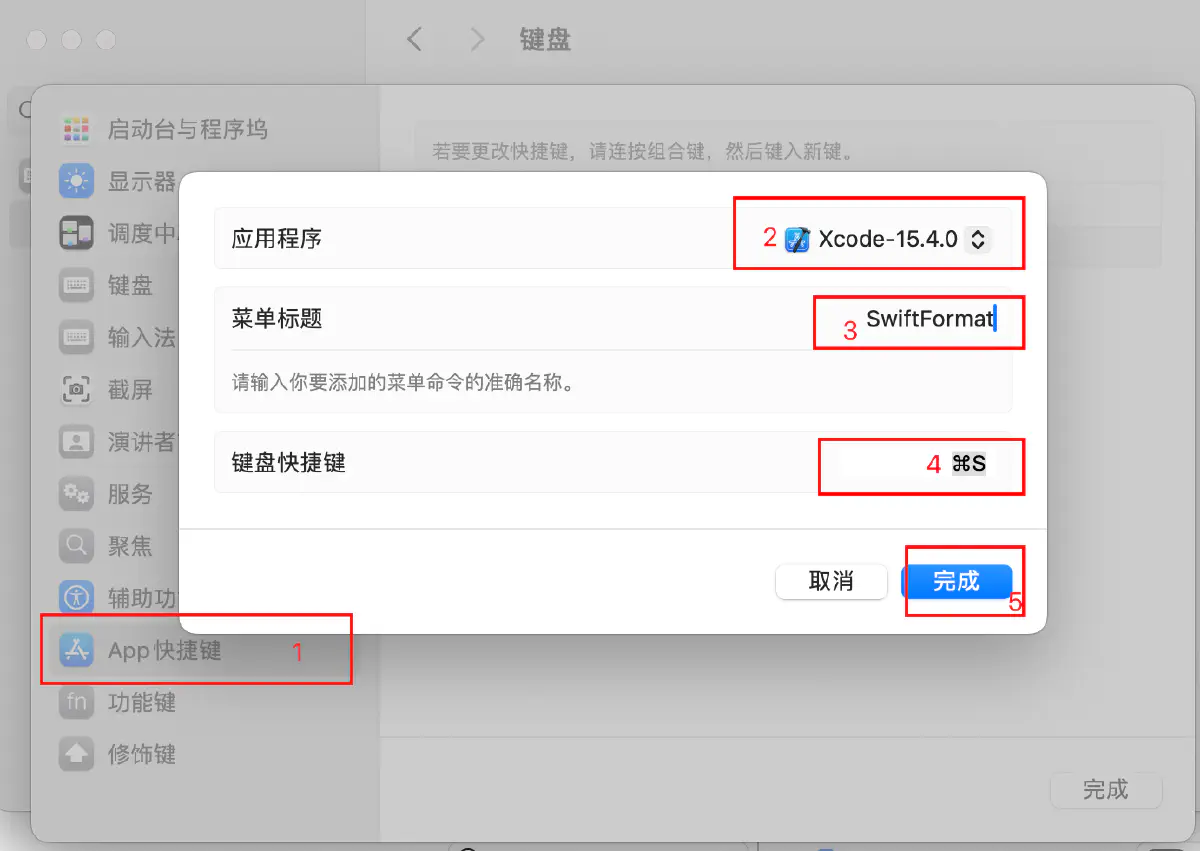 键盘
启动台与程序坞
若要更改快捷键，请连按组合键，然后键入新键。
显示器
调度中
键盘
输入法
截屏
演讲者
服务
聚焦
辅助功
App 快捷键 1
功能键
修饰键
应用程序 2 Xcode-15.4.0
菜单标题 3 SwiftFormat
请输入你要添加的菜单命令的准确名称。
键盘快捷键 4 ⌘S
取消 完成 5
fn
完成